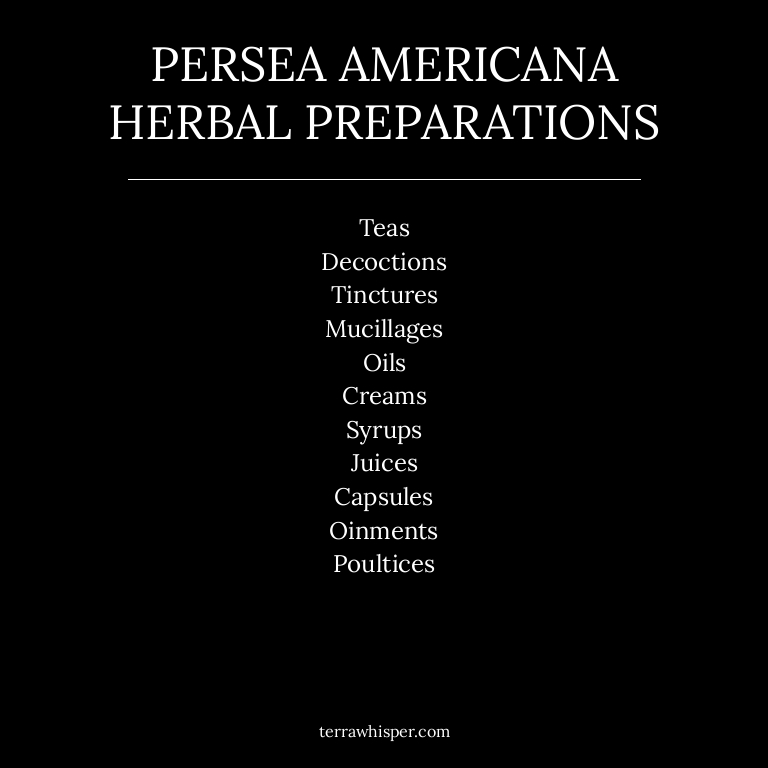 PERSEA AMERICANA
HERBAL PREPARATIONS
Teas
Decoctions
Tinctures
Mucillages
Oils
Creams
Syrups
Juices
Capsules
Oinments
Poultices
terrawhisper.com